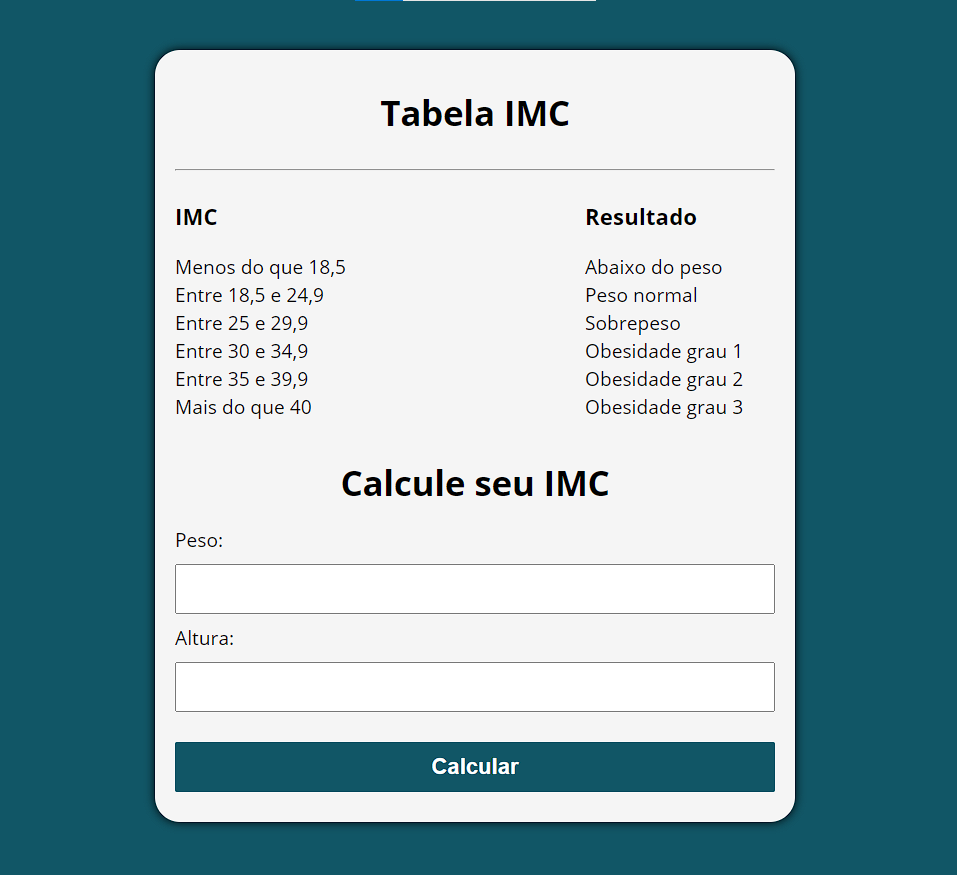 Tabela IMC
IMC Resultado
Menos do que 18,5 Abaixo do peso
Entre 18,5 e 24,9 Peso normal
Entre 25 e 29,9 Sobrepeso
Entre 30 e 34,9 Obesidade grau 1
Entre 35 e 39,9 Obesidade grau 2
Mais do que 40 Obesidade grau 3
Calcule seu IMC
Peso:
Altura:
Calcular